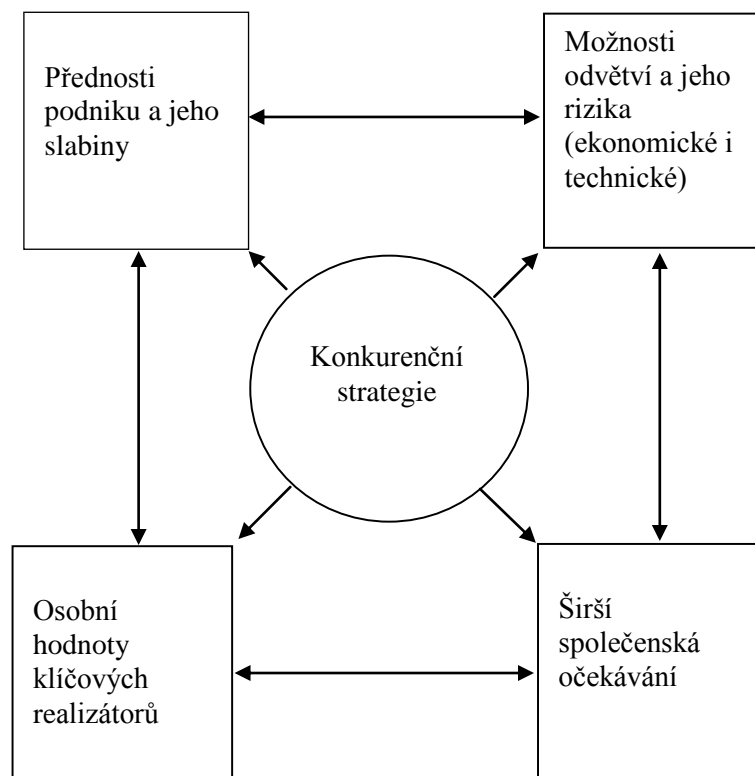 Přednosti
podniku a jeho
slabiny
Možnosti
odvětví a jeho
rizika
(ekonomické i
technické)
Konkurenční
strategie
Osobní
hodnoty
klíčových
realizátorů
Širší
společenská
očekávání